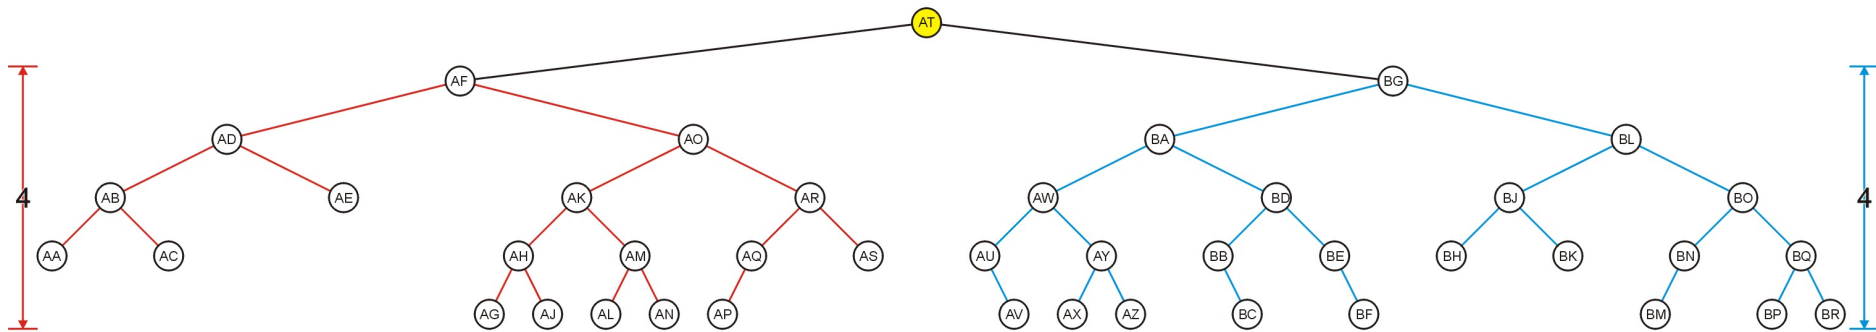 AT
AF BG
AD AO BA BL
4 AB AE AK AR AW BD BJ BO 4
AA AC AH AM AQ AS AU AY BB BE BH BK BN BQ
AG AJ AL AN AP AV AX AZ BC BF BM BP BR